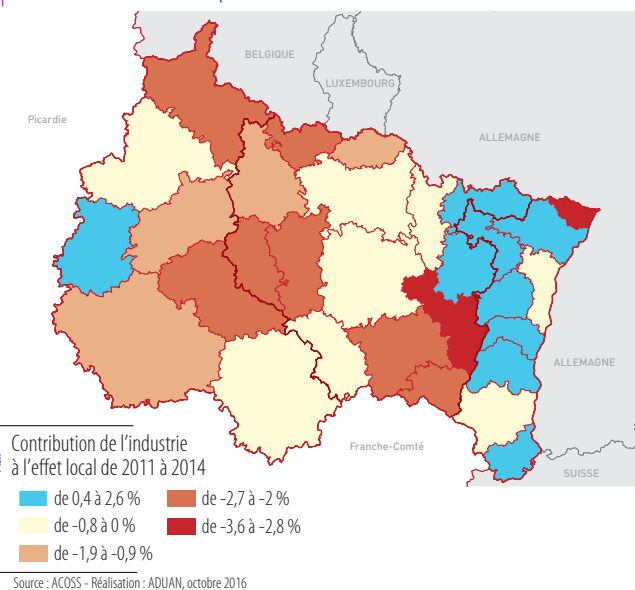 BELGIQUE
LUXEMBOURG
Picardie
ALLEMAGNE
ALLEMAGNE
Franche-Comté
SUISSE
Contribution de l'industrie
à l'effet local de 2011 à 2014
de 0,4 à 2,6 %
de -2,7 à -2 %
de -0,8 à 0 %
de -3,6 à -2,8 %
de -1,9 à -0,9 %
Source : ACOSS - Réalisation : ADUAN, octobre 2016